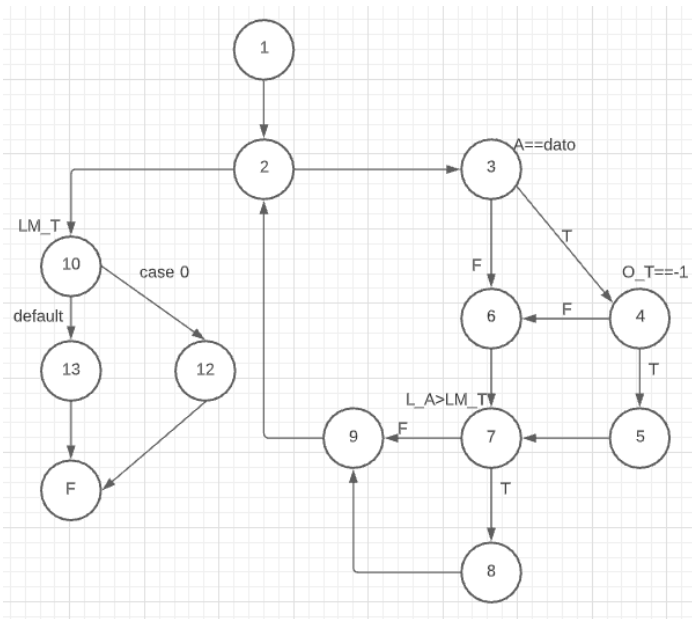 1
2
3
A==dato
LM_T
T
10
case 0
F
O_T==-1
default
6
F
4
13
12
T
L_A>LM_T
9
F
7
5
F
T
8